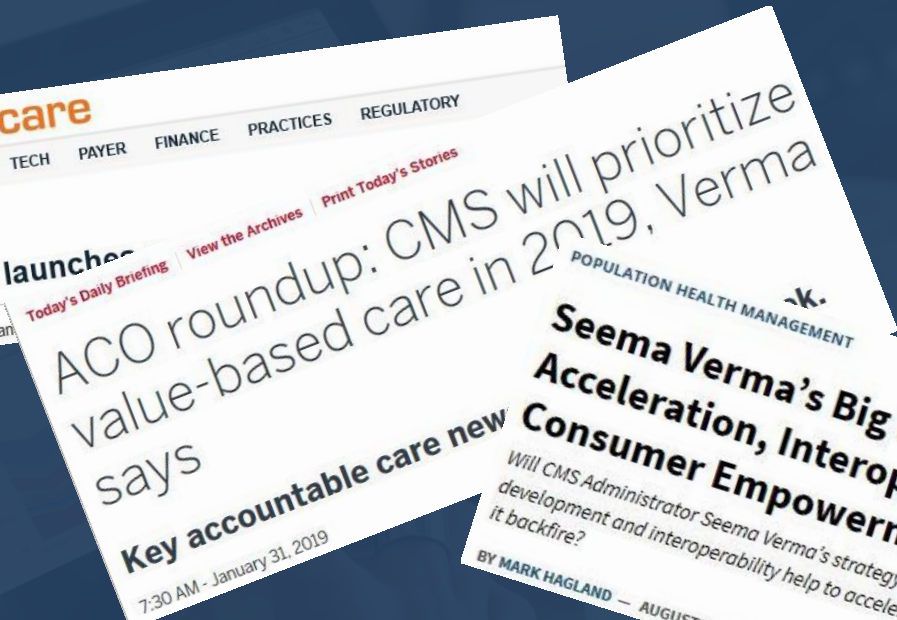 care
TECH PAYER FINANCE PRACTICES REGULATORY
launches
an
Today's Daily Briefing View the Archives Print Today's Stories
ACO roundup: CMS will prioritize
value-based care in 2019, Verma
says
Key accountable care new
7:30 AM - January 31, 2019
POPULATION HEALTH MANAGEMENT
Seema Verma's Big
Acceleration, Interop
Consumer Empowerm
Will CMS Administrator Seema Verma's strategy
development and interoperability help to accele
it backfire?
BY MARK HAGLAND — AUGUST